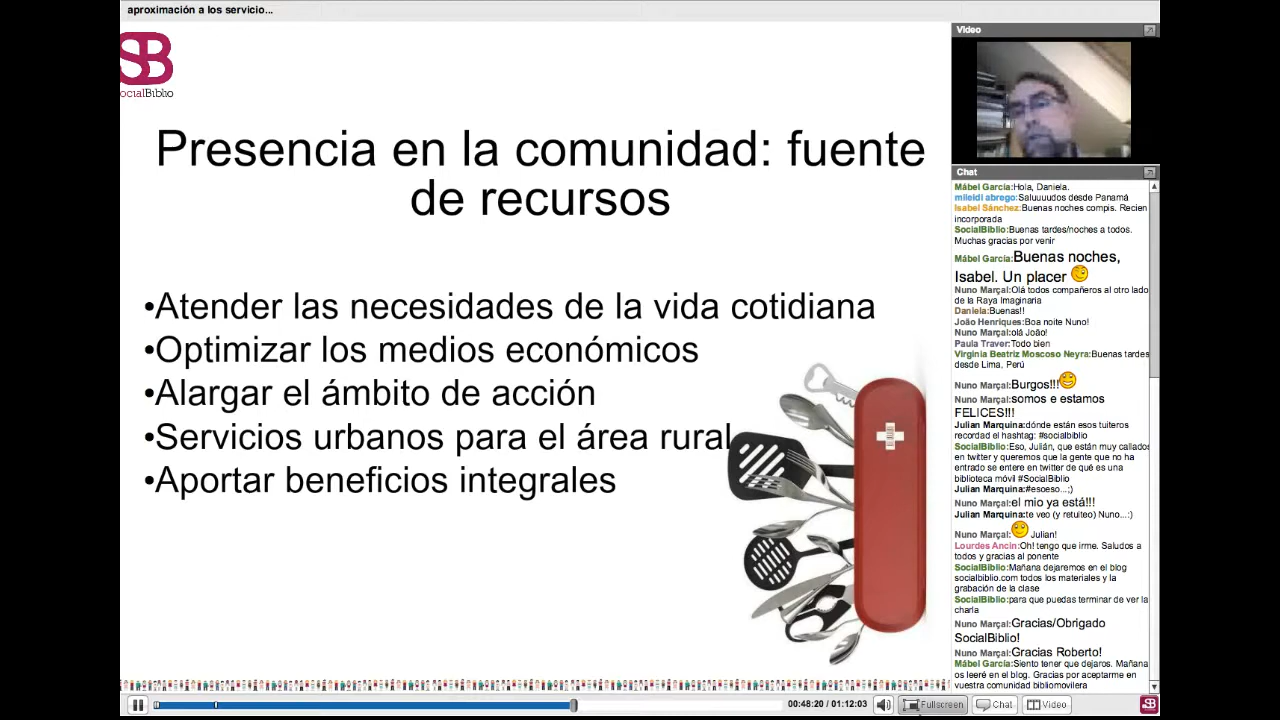 aproximación a los servicio...
SB
ocialBiblio
Presencia en la comunidad: fuente
de recursos
•Atender las necesidades de la vida cotidiana
•Optimizar los medios económicos
•Alargar el ámbito de acción
•Servicios urbanos para el área rural
•Aportar beneficios integrales
Video
Chat
Mábel García:Hola, Daniela.
mileidi abrego:Saluuuudos desde Panamá
Isabel Sánchez:Buenas noches compis. Recien
incorporada
SocialBiblio:Buenas tardes/noches a todos.
Muchas gracias por venir
Mábel García:Buenas noches,
Isabel. Un placer
Nuno Marçal:Olá todos compañeros al otro lado
de la Raya Imaginaria
Daniela:Buenas!!
João Henriques:Boa noite Nuno!
Nuno Marçal:olá João!
Paula Traver:Todo bien
Virginia Beatriz Moscoso Neyra:Buenas tardes
desde Lima, Perú
Nuno Marçal:Burgos!!!
Nuno Marçal:somos e estamos
FELICES!!!
Julian Marquina:dónde están esos tuiteros
recordad el hashtag: #socialbiblio
SocialBiblio:Eso, Julián, que están muy callados
en twitter y queremos que la gente que no ha
entrado se entere en twitter de qué es una
biblioteca móvil #SocialBiblio
Julian Marquina:#esoeso...;)
Nuno Marçal:el mio ya está!!!
Julian Marquina:te veo (y retuiteo) Nuno...:)
Nuno Marçal: Julian!
Lourdes Ancin:Oh! tengo que irme. Saludos a
todos y gracias al ponente
SocialBiblio:Mañana dejaremos en el blog
socialbiblio.com todos los materiales y la
grabación de la clase
SocialBiblio:para que puedas terminar de ver la
charla
Nuno Marçal:Gracias/Obrigado
SocialBiblio!
Nuno Marçal:Gracias Roberto!
Mábel García:Siento tener que dejaros. Mañana
os leeré en el blog. Gracias por aceptarme en
vuestra comunidad bibliomovilera
00:48:20 / 01:12:03
Fullscreen
Chat
Video
SB